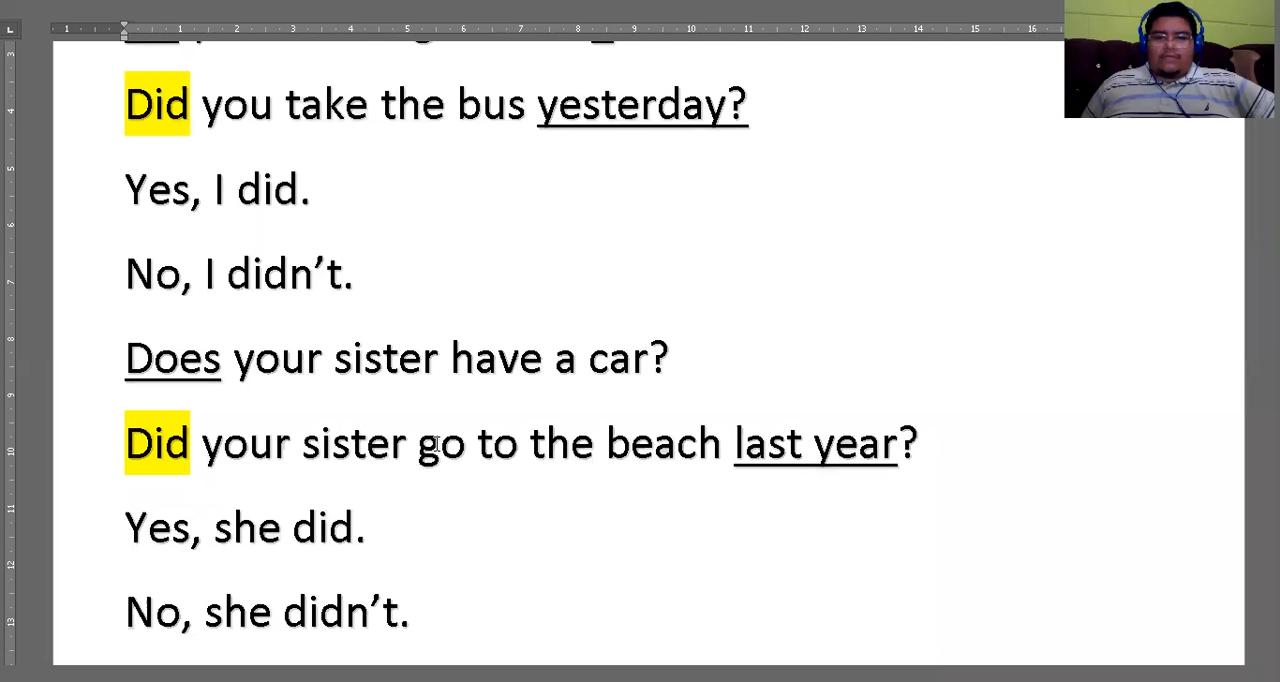 Did you take the bus yesterday?
Yes, I did.
No, I didn’t.
Does your sister have a car?
Did your sister go to the beach last year?
Yes, she did.
No, she didn’t.